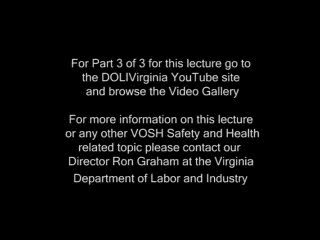 For Part 3 of 3 for this lecture go to
the DOLIVirginia YouTube site
and browse the Video Gallery
For more information on this lecture
or any other VOSH Safety and Health
related topic please contact our
Director Ron Graham at the Virginia
Department of Labor and Industry